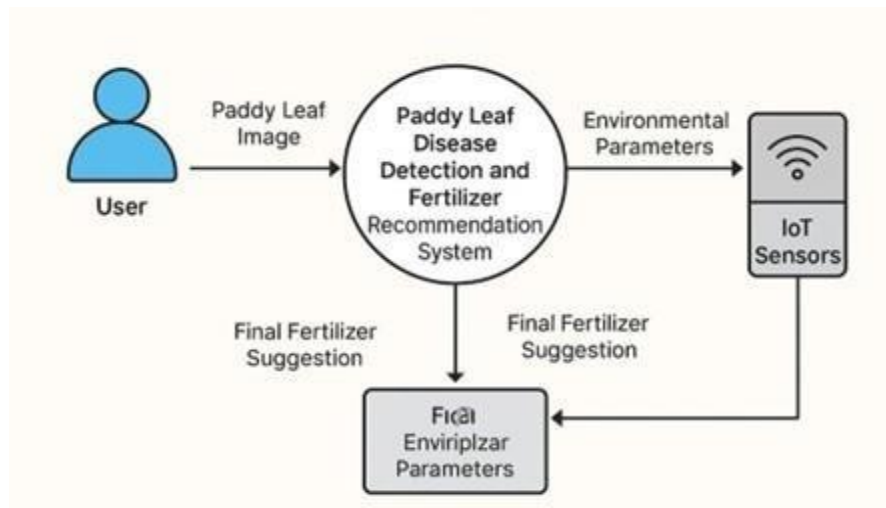 Paddy Leaf
Image
User
Paddy Leaf
Disease
Detection and
Fertilizer
Recommendation
System
Environmental
Parameters
IoT
Sensors
Final Fertilizer
Suggestion
Final Fertilizer
Suggestion
Enviriplzar
Parameters